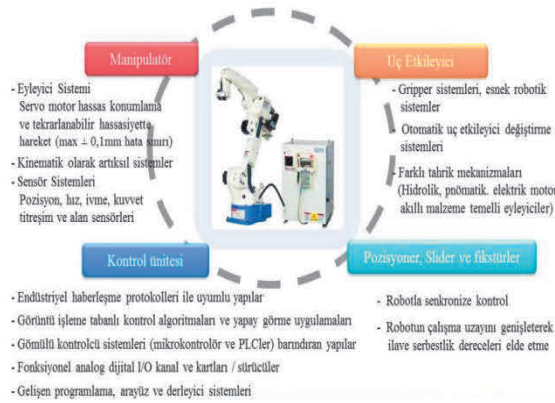 Manipulatör
- Eyleyici Sistemi
Servo motor hassas konumlama
ve tekrarlanabilir hassasiyette
hareket (max ± 0,1mm hata sınırı)
- Kinematik olarak artıksıl sistemler
- Sensör Sistemleri
Pozisyon, hız, ivme, kuvvet
titreşim ve alan sensörleri
Uç Etkileyici
- Gripper sistemleri, esnek robotik
sistemler
- Otomatik uç etkileyici değiştirme
sistemleri
- Farklı tahrik mekanizmaları
(Hidrolik, pnömatik. elektrik motor
akıllı malzeme temelli eyleyiciler)
Kontrol ünitesi
- Endüstriyel haberleşme protokolleri ile uyumlu yapılar
- Görüntü işleme tabanlı kontrol algoritmaları ve yapay görme uygulamaları
- Gömülü kontrolcü sistemleri (mikrokontrolör ve PLCler) barındıran yapılar
- Fonksiyonel analog dijital I/O kanal ve kartları / sürücüler
- Gelişen programlama, arayüz ve derleyici sistemleri
Pozisyoner, Slider ve fikstürler
- Robotla senkronize kontrol
- Robotun çalışma uzayını genişleterek
ilave serbestlik dereceleri elde etme